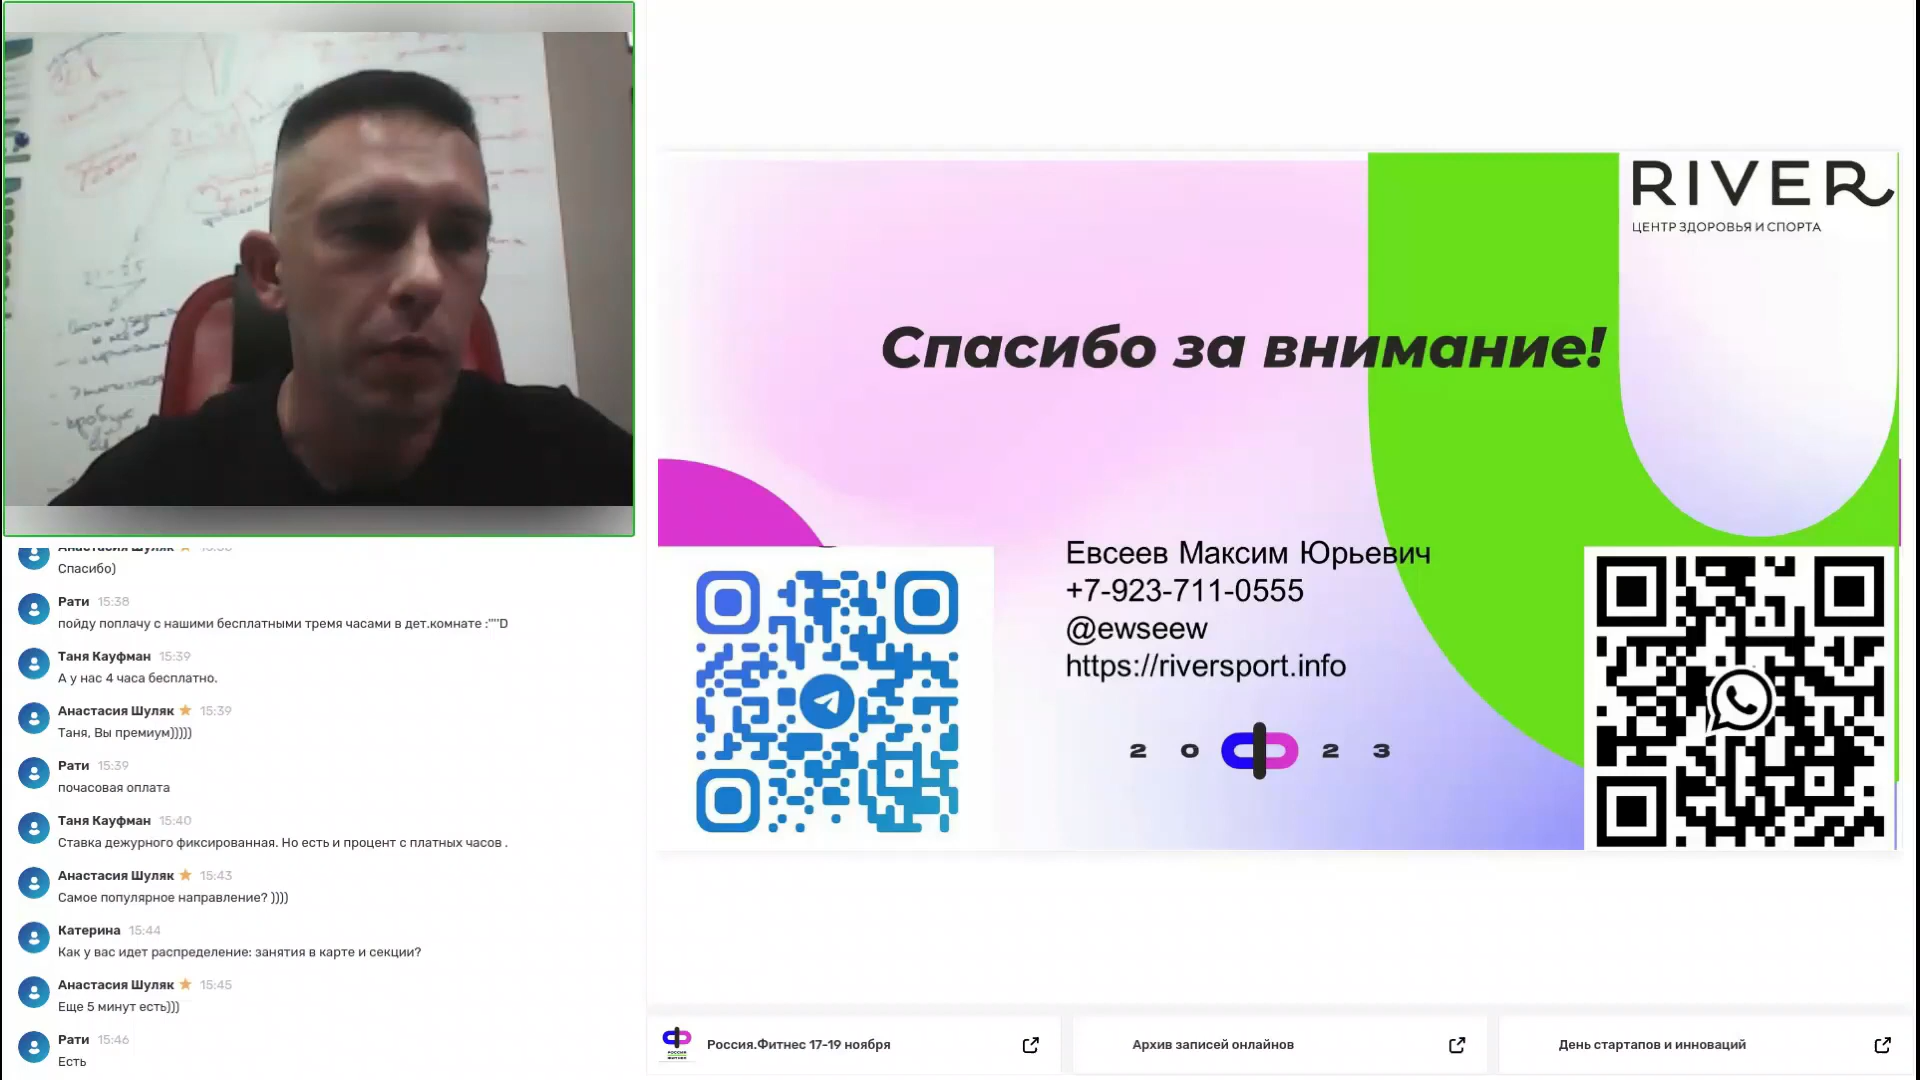 Анастасия Шуляк
Спасибо)
Рати 15:38
пойду поплачу с нашими бесплатными тремя часами в дет.комнате :""D
Таня Кауфман 15:39
А у нас 4 часа бесплатно.
Анастасия Шуляк 15:39
Таня, Вы премиум)))))
Рати 15:39
почасовая оплата
Таня Кауфман 15:40
Ставка дежурного фиксированная. Но есть и процент с платных часов .
Анастасия Шуляк 15:43
Самое популярное направление? ))))
Катерина 15:44
Как у вас идет распределение: занятия в карте и секции?
Анастасия Шуляк 15:45
Еще 5 минут есть)))
Рати 15:46
Есть
RIVER
ЦЕНТР ЗДОРОВЬЯ И СПОРТА
Спасибо за внимание!
Евсеев Максим Юрьевич
+7-923-711-0555
@ewseew
https://riversport.info
2 0 2 3
Россия.Фитнес 17-19 ноября
Архив записей онлайнов
День стартапов и инноваций